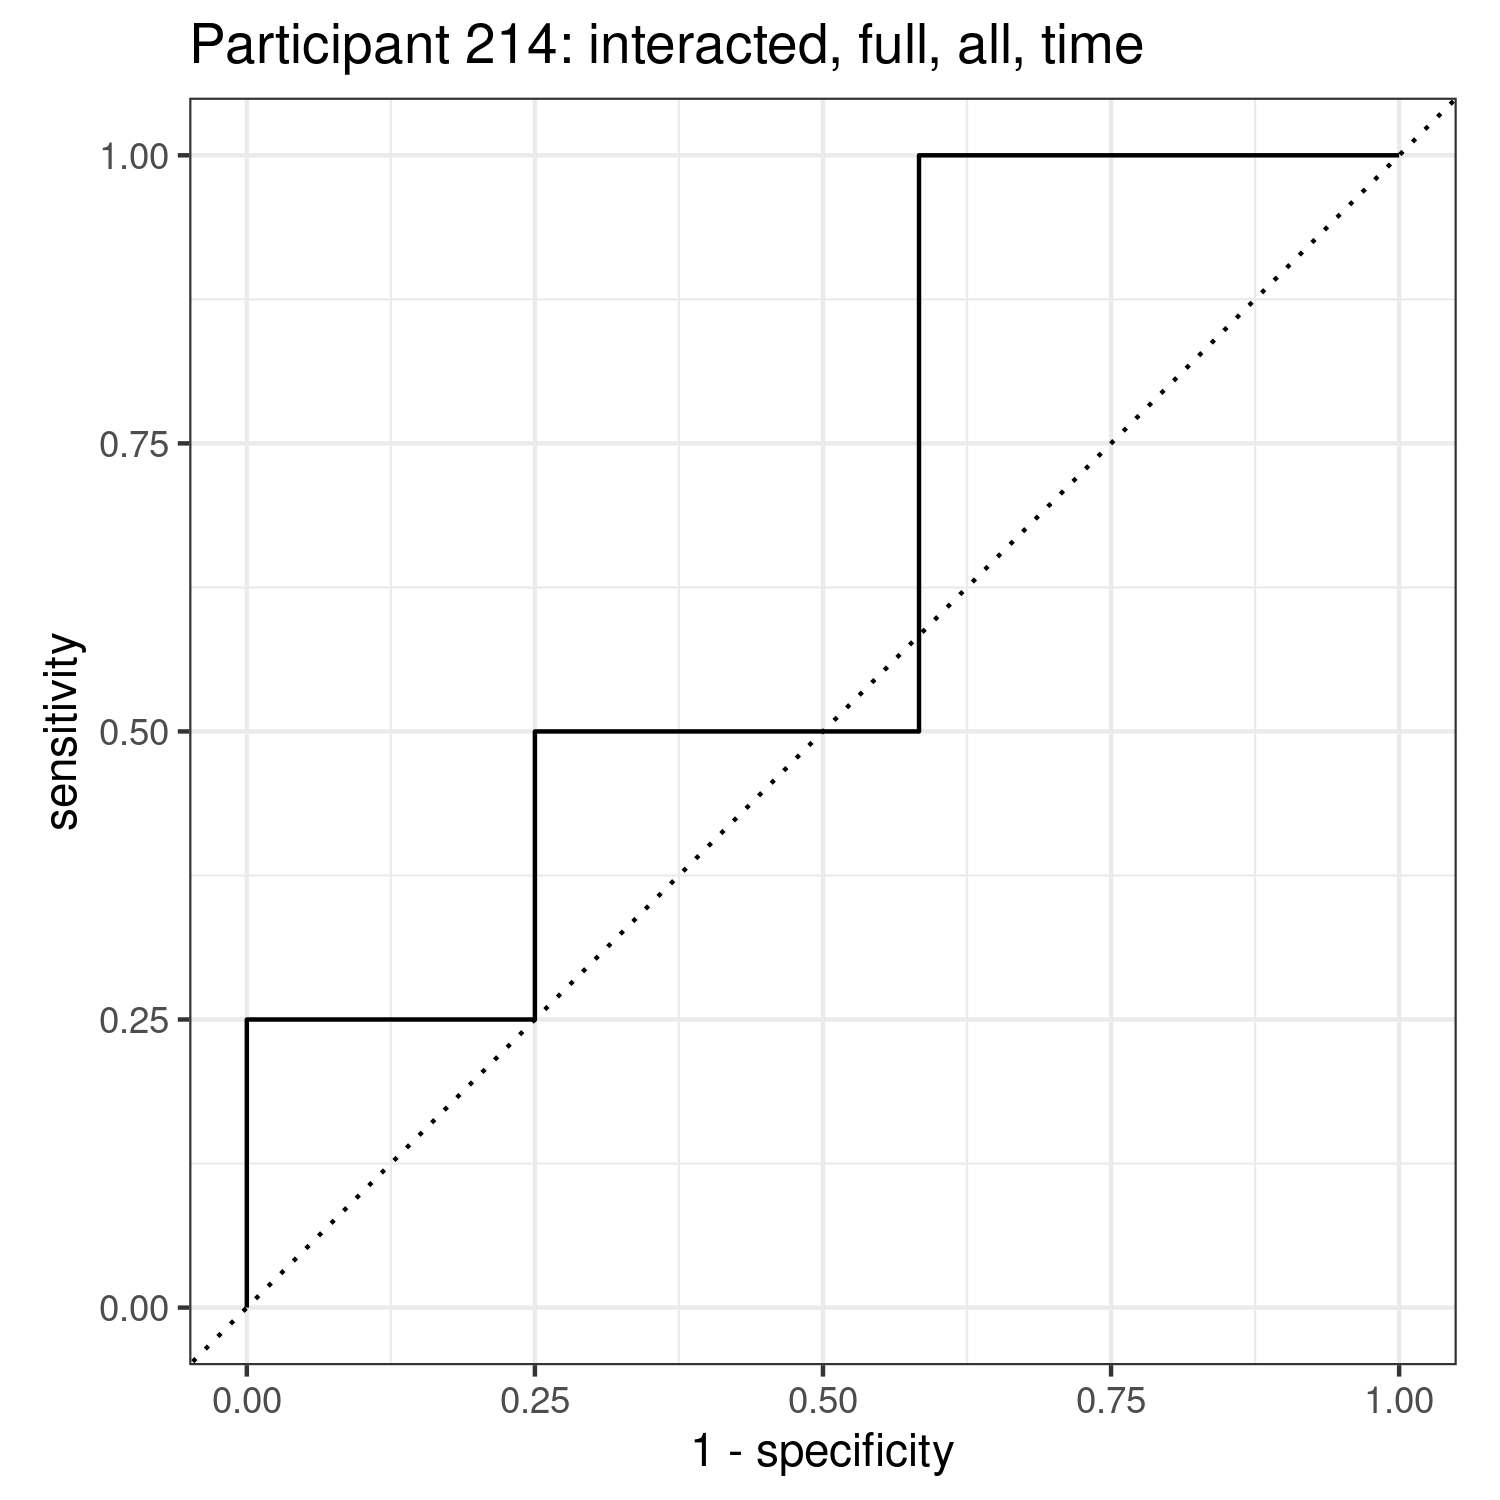 Participant 214: interacted, full, all, time
1.00
0.75
0.50
0.25
0.00
sensitivity
0.00 0.25 0.50 0.75 1.00
1 - specificity